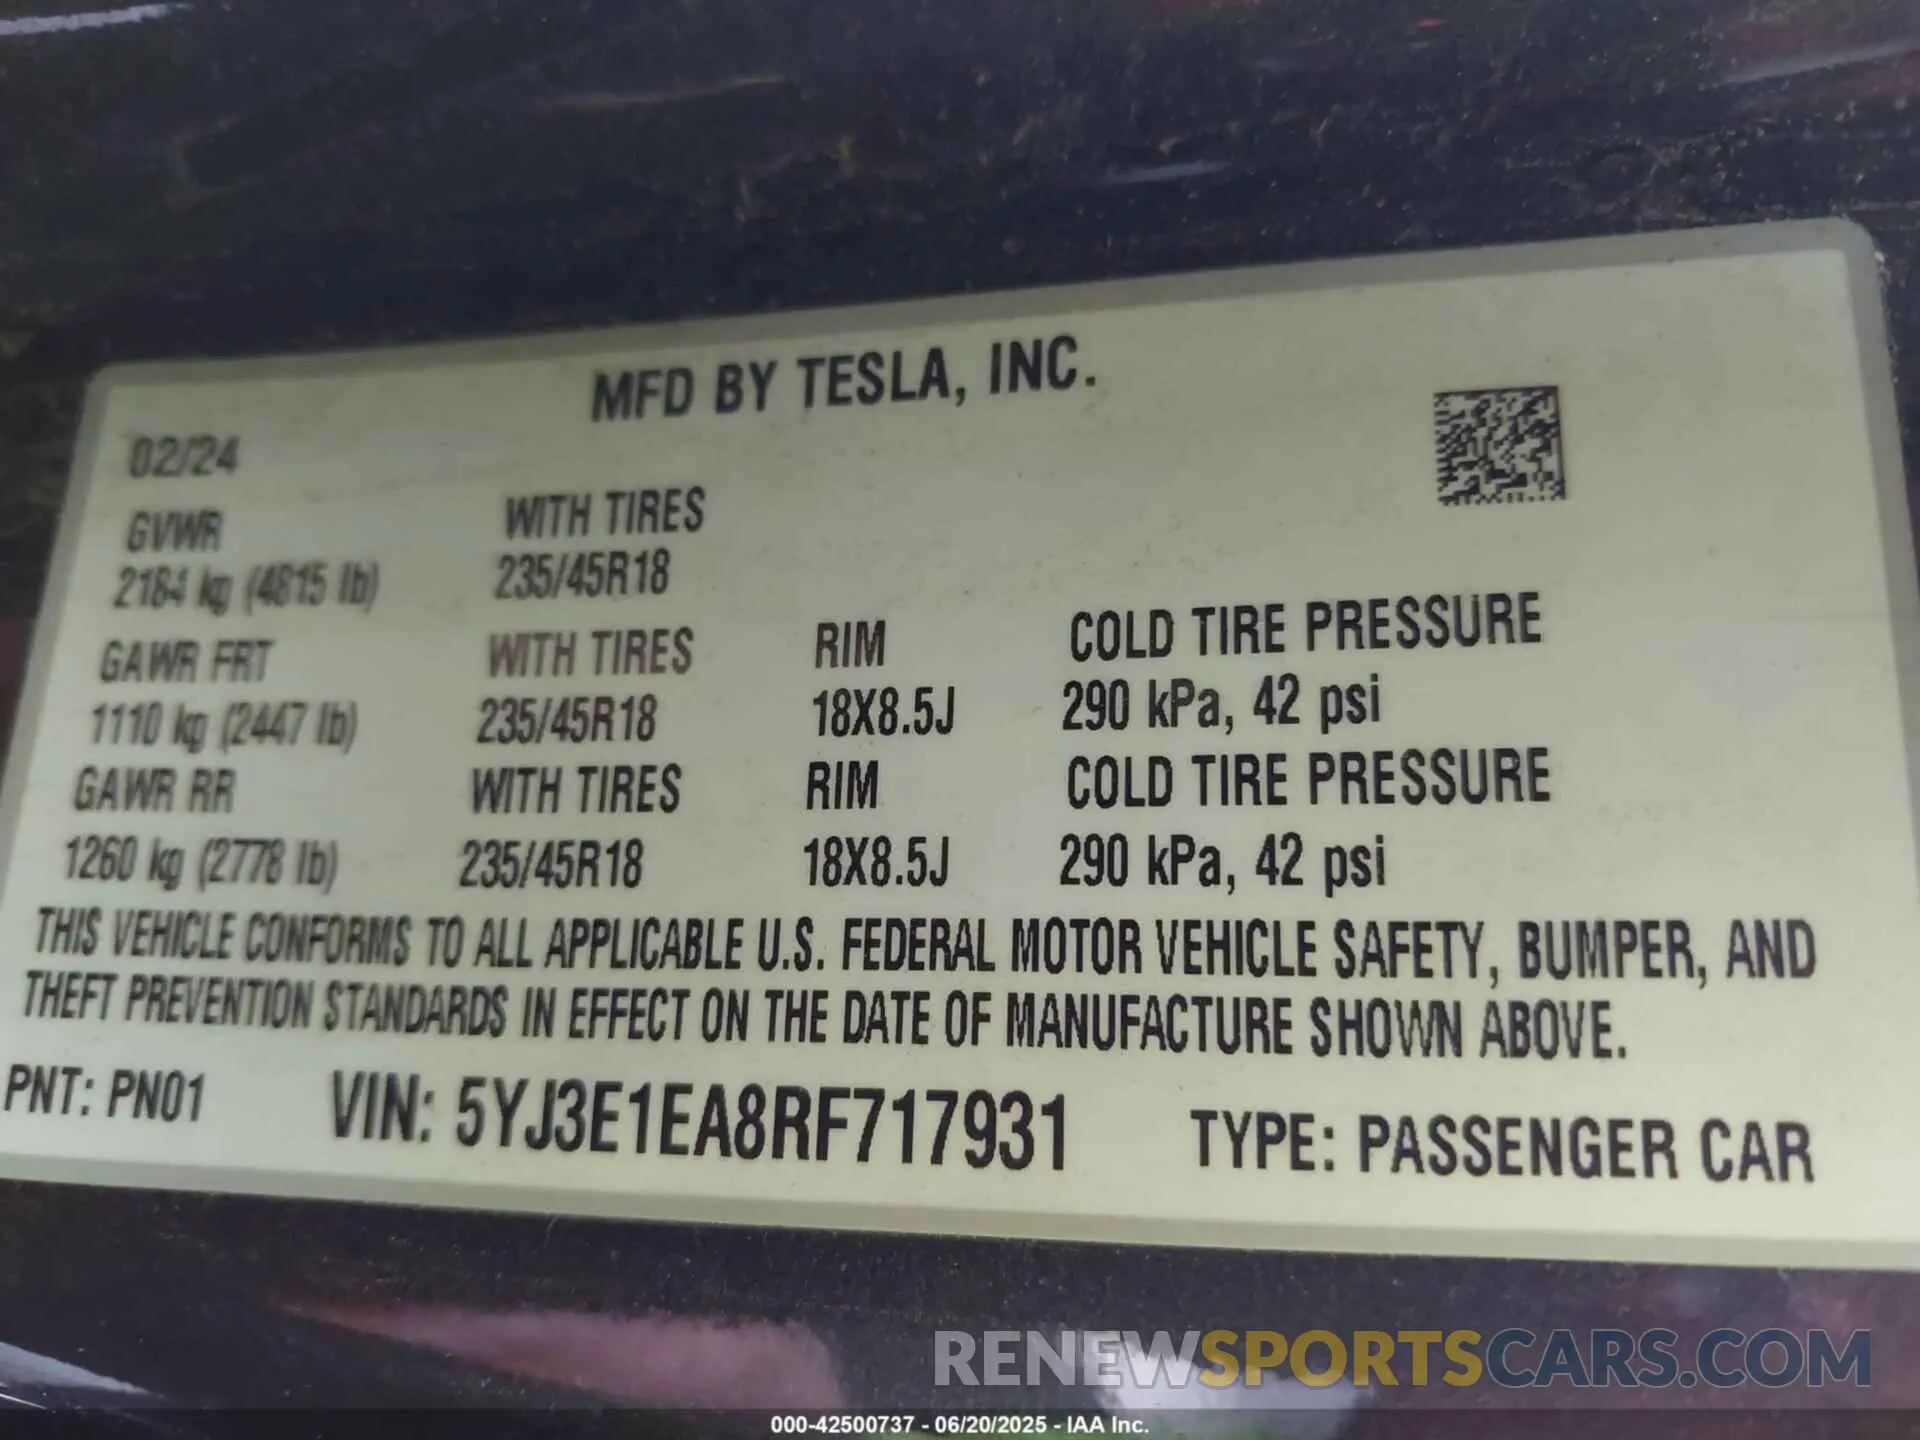 MFD BY TESLA, INC.
02/24
GVWR WITH TIRES
2184 kg (4815 lb) 235/45R18
GAWR FRT WITH TIRES RIM COLD TIRE PRESSURE
1110 kg (2447 lb) 235/45R18 18X8.5J 290 kPa, 42 psi
GAWR RR WITH TIRES RIM COLD TIRE PRESSURE
1260 kg (2778 lb) 235/45R18 18X8.5J 290 kPa, 42 psi
THIS VEHICLE CONFORMS TO ALL APPLICABLE U.S. FEDERAL MOTOR VEHICLE SAFETY, BUMPER, AND
THEFT PREVENTION STANDARDS IN EFFECT ON THE DATE OF MANUFACTURE SHOWN ABOVE.
PNT: PN01 VIN: 5YJ3E1EA8RF717931 TYPE: PASSENGER CAR
RENEWSPORTSCARS.COM
000-42500737 - 06/20/2025 - IAA Inc.